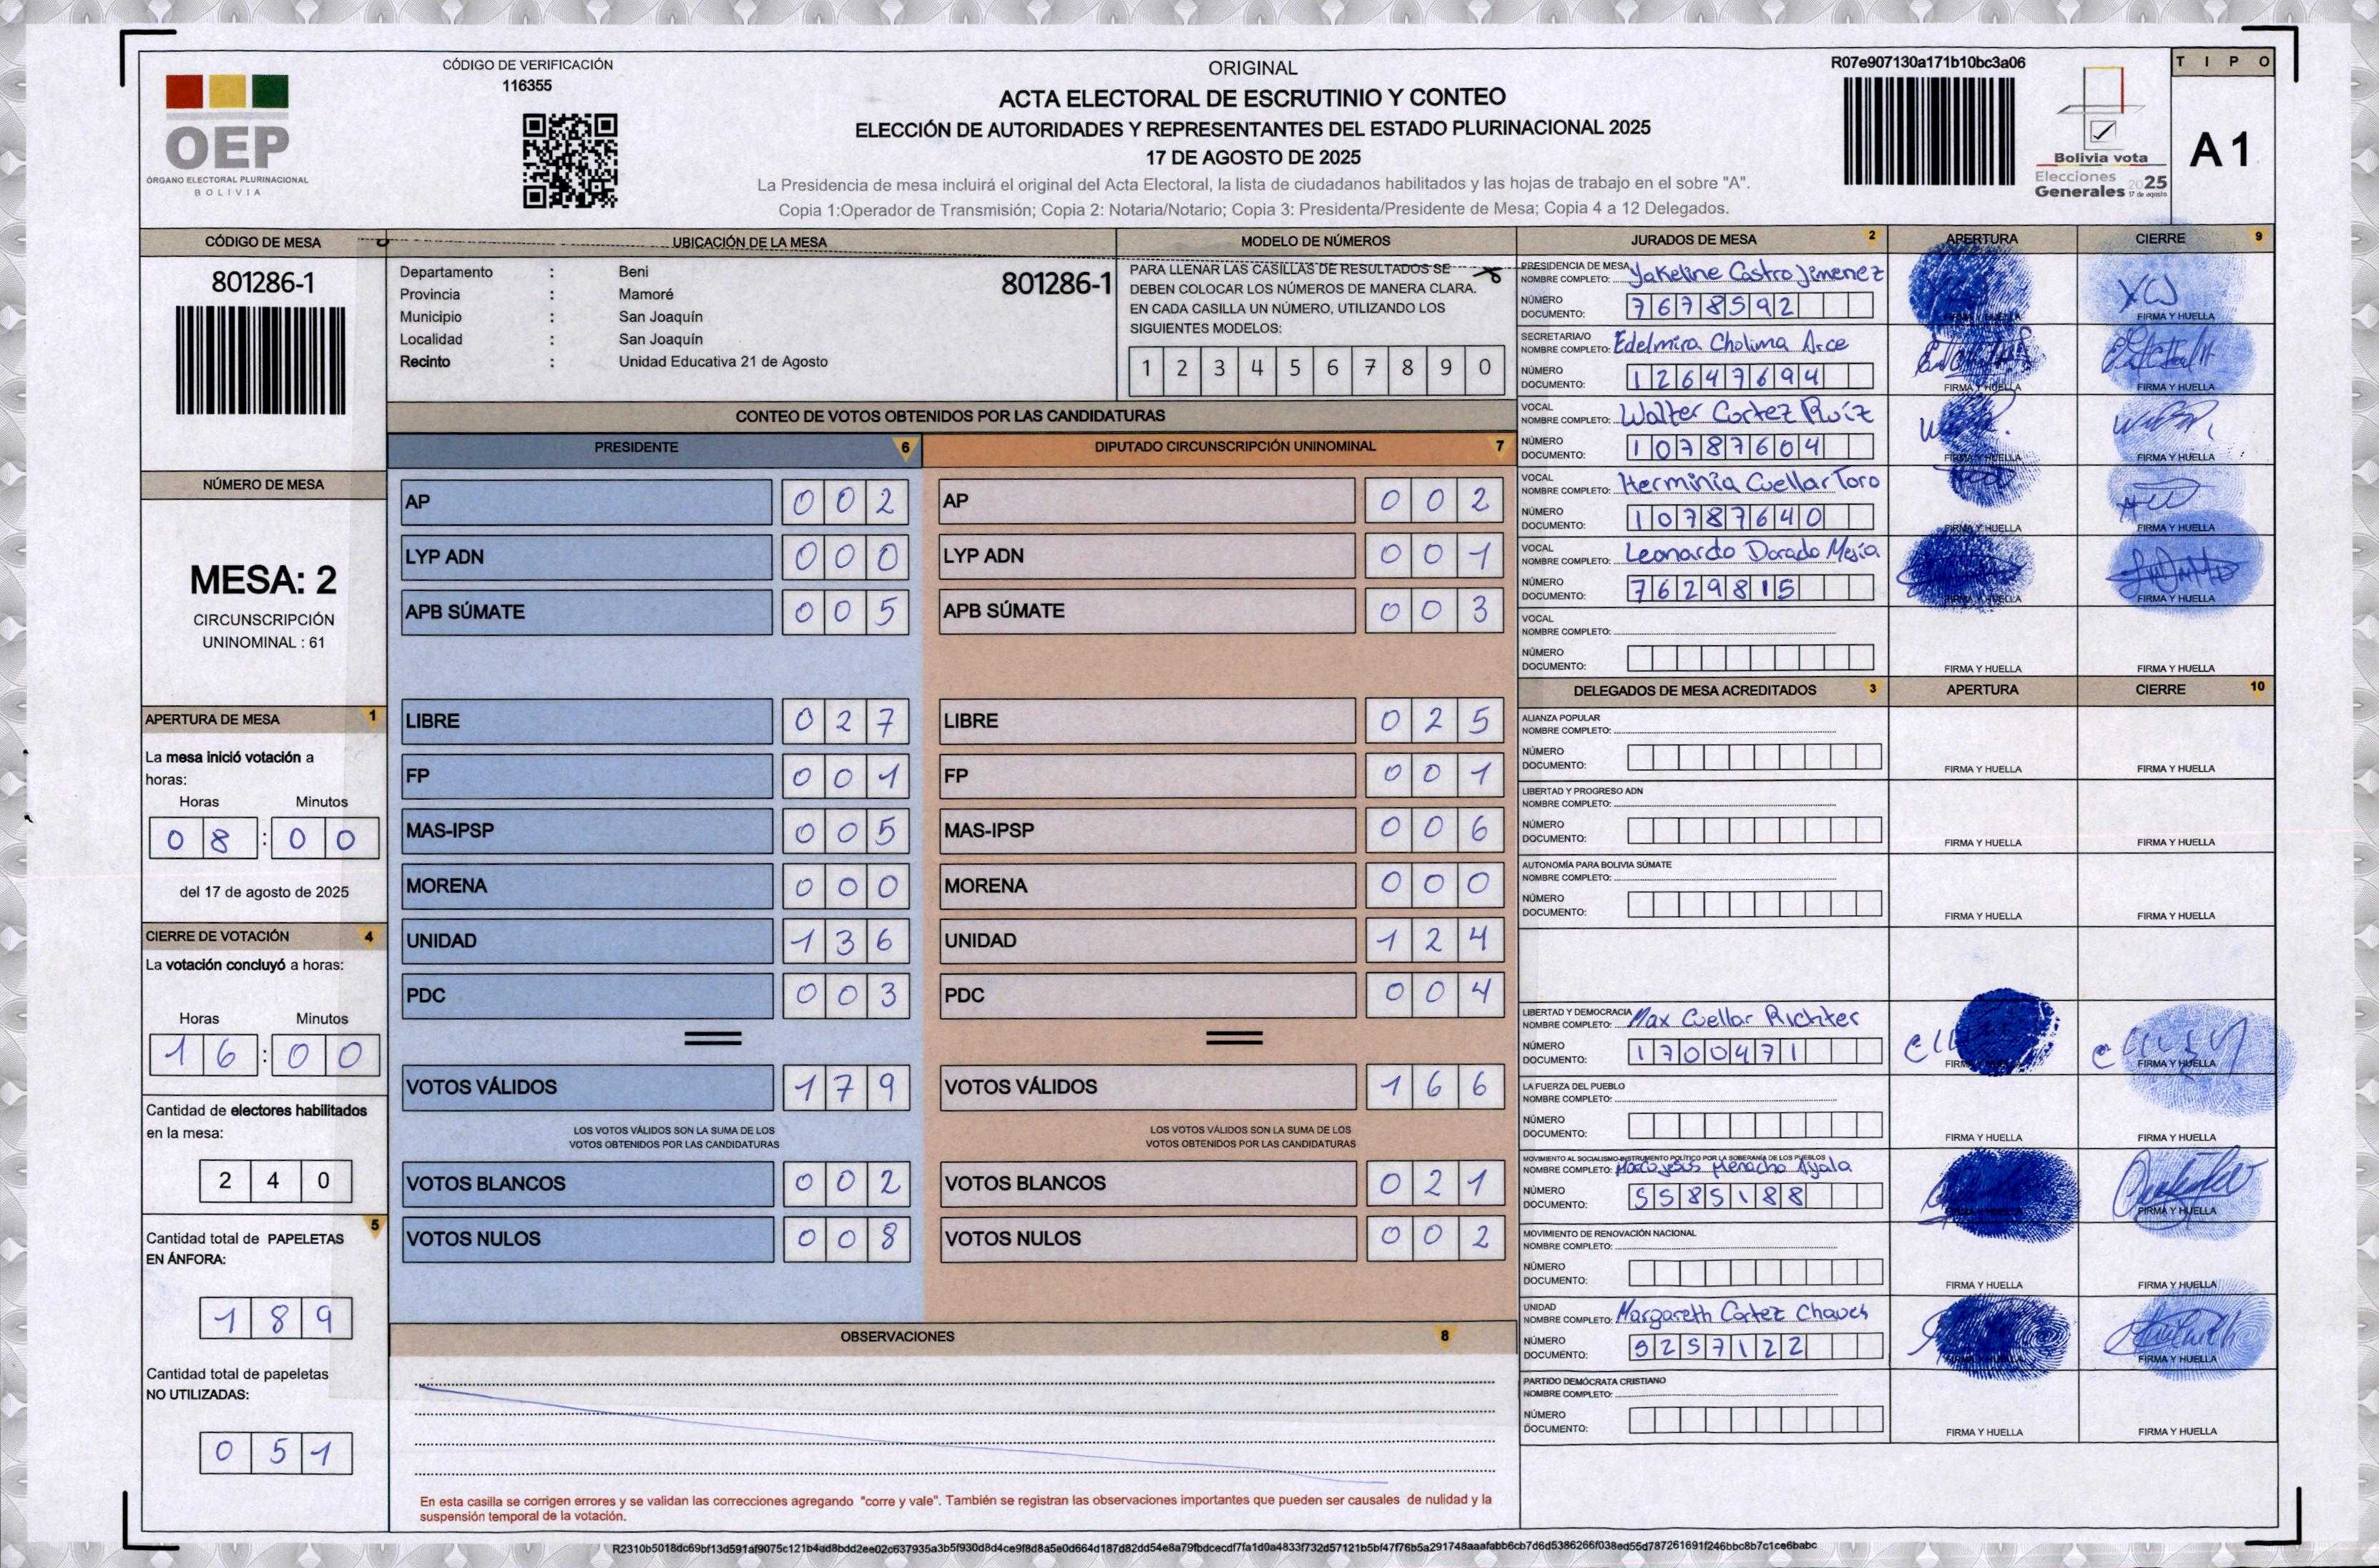 CÓDIGO DE VERIFICACIÓN
116355
OEP
ÓRGANO ELECTORAL PLURINACIONAL
BOLIVIA
ORIGINAL
ACTA ELECTORAL DE ESCRUTINIO Y CONTEO
ELECCIÓN DE AUTORIDADES Y REPRESENTANTES DEL ESTADO PLURINACIONAL 2025
17 DE AGOSTO DE 2025
La Presidencia de mesa incluirá el original del Acta Electoral, la lista de ciudadanos habilitados y las hojas de trabajo en el sobre "A".
Copia 1:Operador de Transmisión; Copia 2: Notaria/Notario; Copia 3: Presidenta/Presidente de Mesa; Copia 4 a 12 Delegados.
R07e907130a171b10bc3a06
Bolivia vota
Elecciones
Generales 2025
17 de agosto
TIPO
A1
CÓDIGO DE MESA
801286-1
UBICACIÓN DE LA MESA
Departamento : Beni
Provincia : Mamoré
Municipio : San Joaquín
Localidad : San Joaquín
Recinto : Unidad Educativa 21 de Agosto
801286-1
MODELO DE NÚMEROS
PARA LLENAR LAS CASILLAS DE RESULTADOS SE
DEBEN COLOCAR LOS NÚMEROS DE MANERA CLARA.
EN CADA CASILLA UN NÚMERO, UTILIZANDO LOS
SIGUIENTES MODELOS:
1 2 3 4 5 6 7 8 9 0
NÚMERO DE MESA
MESA: 2
CIRCUNSCRIPCIÓN
UNINOMINAL : 61
APERTURA DE MESA 1
La mesa inició votación a
horas:
Horas Minutos
08:00
del 17 de agosto de 2025
CIERRE DE VOTACIÓN 4
La votación concluyó a horas:
Horas Minutos
16:00
Cantidad de electores habilitados
en la mesa:
240
5
Cantidad total de PAPELETAS
EN ÁNFORA:
189
Cantidad total de papeletas
NO UTILIZADAS:
051
CONTEO DE VOTOS OBTENIDOS POR LAS CANDIDATURAS
PRESIDENTE 6
AP 002
LYP ADN 000
APB SÚMATE 005
LIBRE 027
FP 001
MAS-IPSP 005
MORENA 000
UNIDAD 136
PDC 003
VOTOS VÁLIDOS 179
LOS VOTOS VÁLIDOS SON LA SUMA DE LOS
VOTOS OBTENIDOS POR LAS CANDIDATURAS
VOTOS BLANCOS 002
VOTOS NULOS 008
DIPUTADO CIRCUNSCRIPCIÓN UNINOMINAL 7
AP 002
LYP ADN 001
APB SÚMATE 003
LIBRE 025
FP 001
MAS-IPSP 006
MORENA 000
UNIDAD 124
PDC 004
VOTOS VÁLIDOS 166
LOS VOTOS VÁLIDOS SON LA SUMA DE LOS
VOTOS OBTENIDOS POR LAS CANDIDATURAS
VOTOS BLANCOS 021
VOTOS NULOS 002
OBSERVACIONES 8
En esta casilla se corrigen errores y se validan las correcciones agregando "corre y vale". También se registran las observaciones importantes que pueden ser causales de nulidad y la
suspensión temporal de la votación.
JURADOS DE MESA 2 APERTURA CIERRE 9
PRESIDENCIA DE MESA
NOMBRE COMPLETO: Yakeline Castro Jimenez
NÚMERO
DOCUMENTO: 7678592
FIRMA Y HUELLA FIRMA Y HUELLA
SECRETARIA/O
NOMBRE COMPLETO: Edelmira Cholima Arce
NÚMERO
DOCUMENTO: 12647694
FIRMA Y HUELLA FIRMA Y HUELLA
VOCAL
NOMBRE COMPLETO: Walter Cortez Ruíz
NÚMERO
DOCUMENTO: 10787604
FIRMA Y HUELLA FIRMA Y HUELLA
VOCAL
NOMBRE COMPLETO: Herminia Cuellar Toro
NÚMERO
DOCUMENTO: 10787640
FIRMA Y HUELLA FIRMA Y HUELLA
VOCAL
NOMBRE COMPLETO: Leonardo Dorado Mejía
NÚMERO
DOCUMENTO: 7629815
FIRMA Y HUELLA FIRMA Y HUELLA
VOCAL
NOMBRE COMPLETO:
NÚMERO
DOCUMENTO:
FIRMA Y HUELLA FIRMA Y HUELLA
DELEGADOS DE MESA ACREDITADOS 3 APERTURA CIERRE 10
ALIANZA POPULAR
NOMBRE COMPLETO:
NÚMERO
DOCUMENTO:
FIRMA Y HUELLA FIRMA Y HUELLA
LIBERTAD Y PROGRESO ADN
NOMBRE COMPLETO:
NÚMERO
DOCUMENTO:
FIRMA Y HUELLA FIRMA Y HUELLA
AUTONOMÍA PARA BOLIVIA SÚMATE
NOMBRE COMPLETO:
NÚMERO
DOCUMENTO:
FIRMA Y HUELLA FIRMA Y HUELLA
LIBERTAD Y DEMOCRACIA
NOMBRE COMPLETO: Max Cuellar Richter
NÚMERO
DOCUMENTO: 1700471
FIRMA Y HUELLA
LA FUERZA DEL PUEBLO
NOMBRE COMPLETO:
NÚMERO
DOCUMENTO:
FIRMA Y HUELLA FIRMA Y HUELLA
MOVIMIENTO AL SOCIALISMO-INSTRUMENTO POLÍTICO POR LA SOBERANÍA DE LOS PUEBLOS
NOMBRE COMPLETO: Menacho Ayala
NÚMERO
DOCUMENTO: 5585188
FIRMA Y HUELLA
MOVIMIENTO DE RENOVACIÓN NACIONAL
NOMBRE COMPLETO:
NÚMERO
DOCUMENTO:
FIRMA Y HUELLA FIRMA Y HUELLA
UNIDAD
NOMBRE COMPLETO: Margareth Cortez Chaves
NÚMERO
DOCUMENTO: 9257122
FIRMA Y HUELLA
PARTIDO DEMÓCRATA CRISTIANO
NOMBRE COMPLETO:
NÚMERO
DOCUMENTO:
FIRMA Y HUELLA FIRMA Y HUELLA